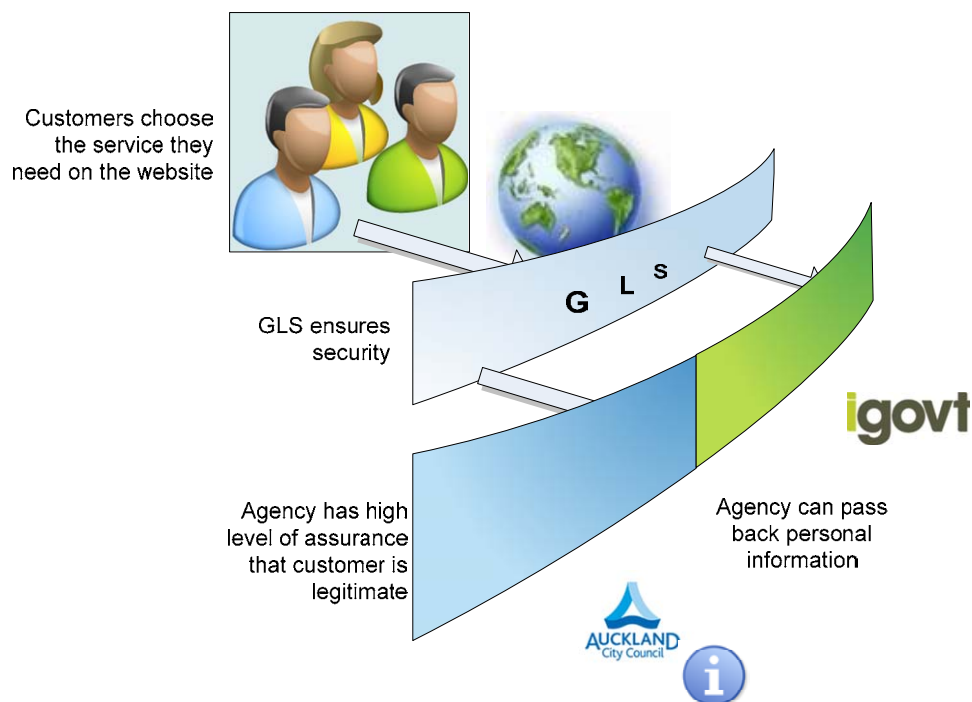 Customers choose
the service they
need on the website
G L S
GLS ensures
security
igovt
Agency has high
level of assurance
that customer is
legitimate
Agency can pass
back personal
information
AUCKLAND
City Council
i